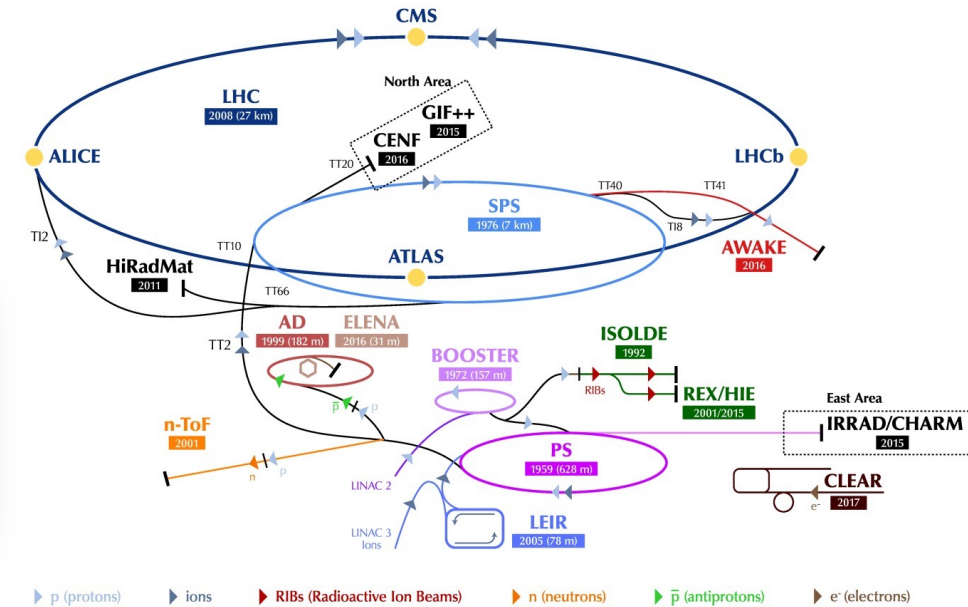 CMS
North Area
LHC
2008 (27 km)
GIF++
2015
CENF
2016
ALICE
TT20
LHCb
TT40
TT41
SPS
1976 (7 km)
TI8
TI2
TT10
AWAKE
2016
ATLAS
HiRadMat
2011
TT66
AD
1999 (182 m)
ELENA
2016 (31 m)
TT2
ISOLDE
1992
BOOSTER
1972 (157 m)
RIBs
REX/HIE
2001/2015
East Area
p̅
p
n-ToF
2001
IRRAD/CHARM
2015
PS
1959 (628 m)
p
n
LINAC 2
CLEAR
2017
e-
LEIR
2005 (78 m)
LINAC 3
Ions
p (protons)
ions
RIBs (Radioactive Ion Beams)
n (neutrons)
p̅ (antiprotons)
e- (electrons)